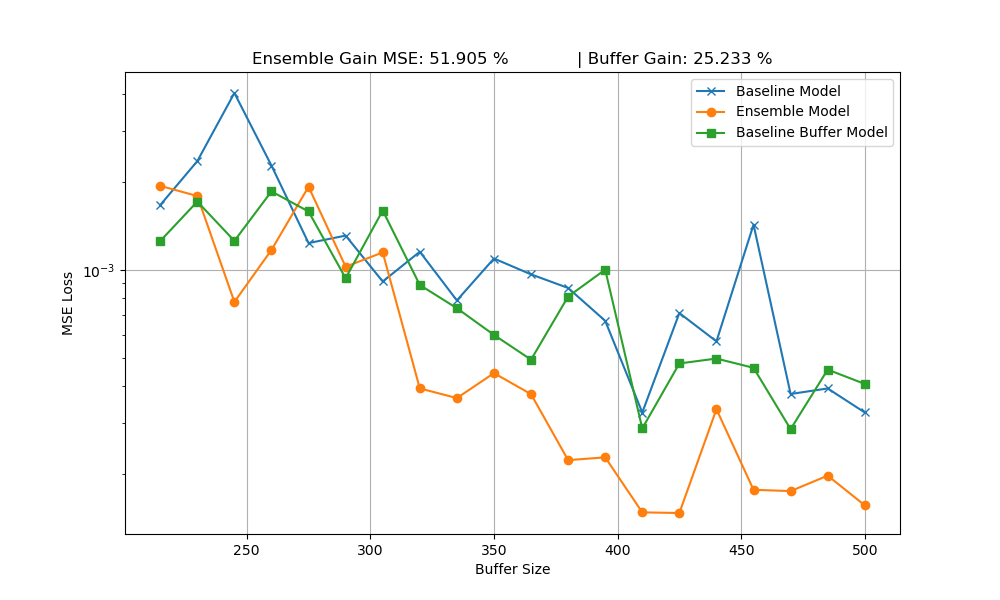 Ensemble Gain MSE: 51.905 % | Buffer Gain: 25.233 %
Baseline Model
Ensemble Model
Baseline Buffer Model
MSE Loss
10⁻³
250 300 350 400 450 500
Buffer Size